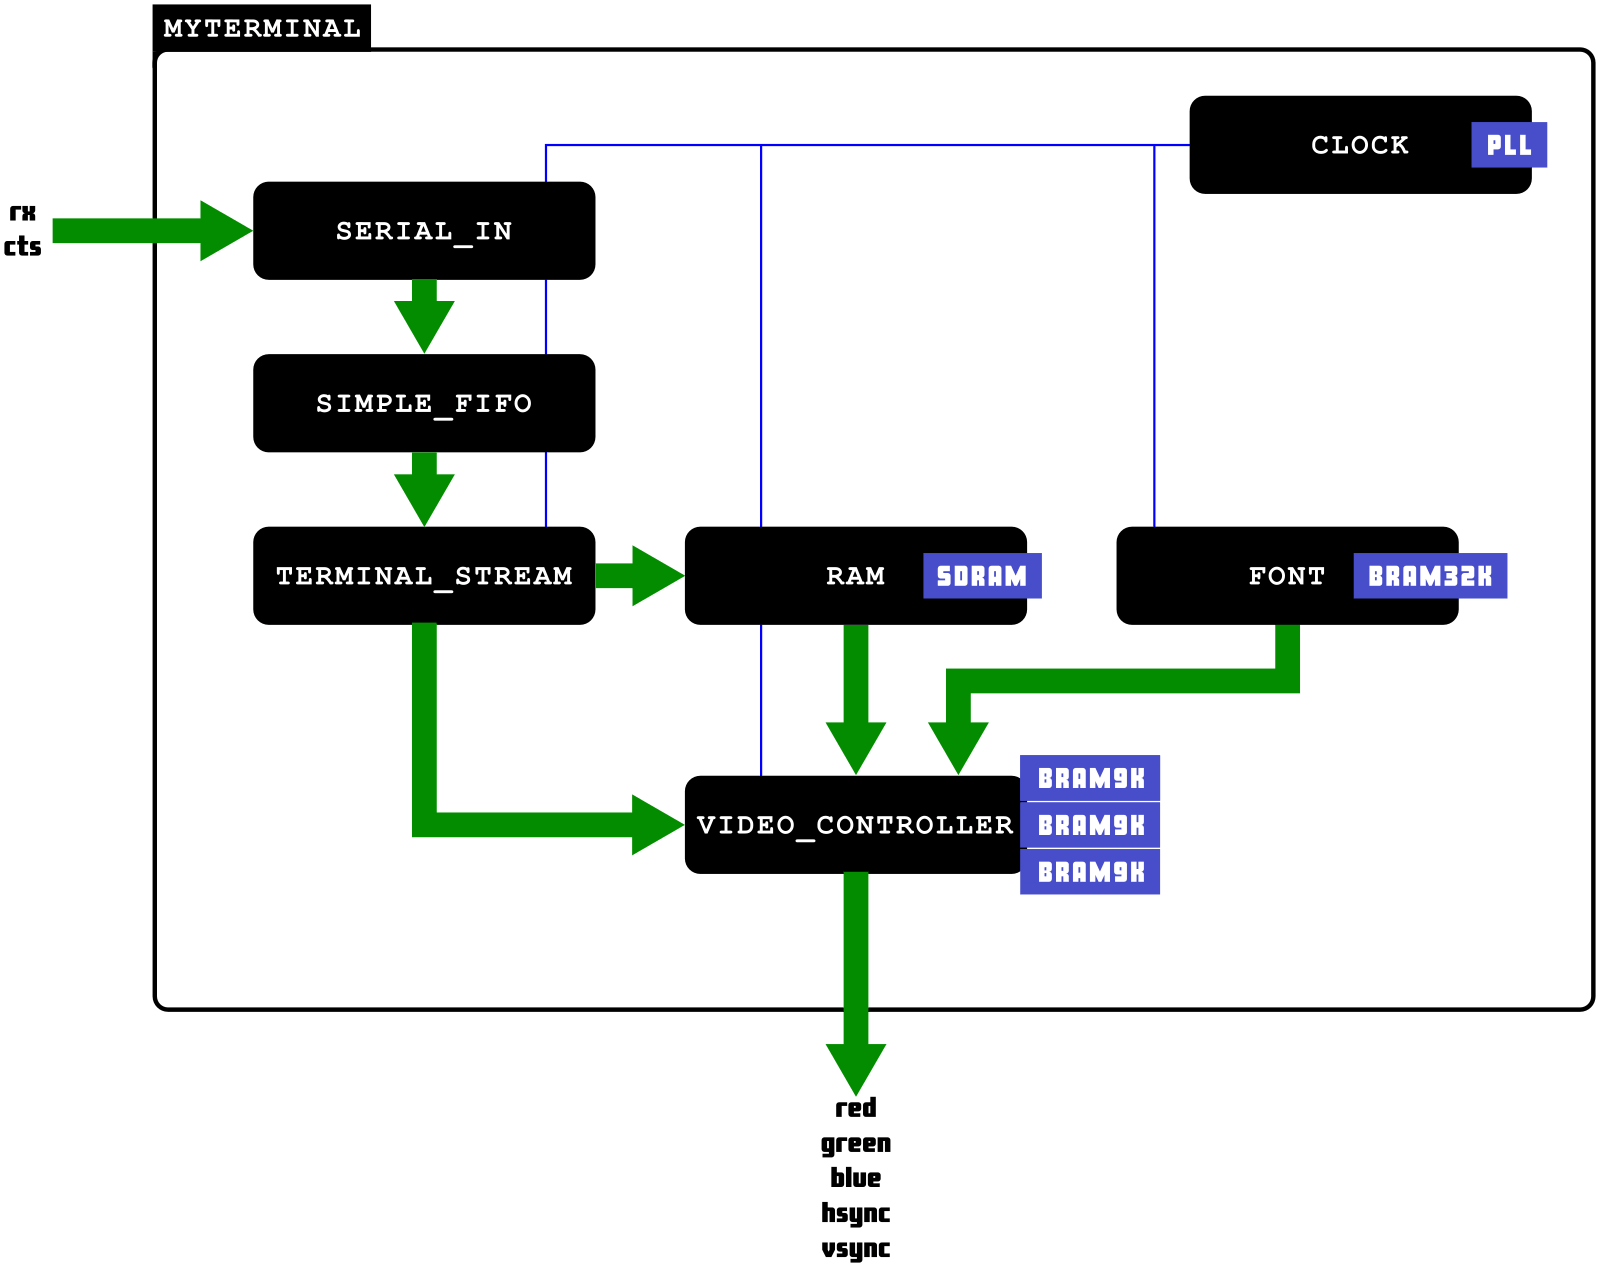 MYTERMINAL
CLOCK
PLL
rx
cts
SERIAL_IN
SIMPLE_FIFO
TERMINAL_STREAM
RAM
SDRAM
FONT
BRAM32K
VIDEO_CONTROLLER
BRAM9K
BRAM9K
BRAM9K
red
green
blue
hsync
vsync